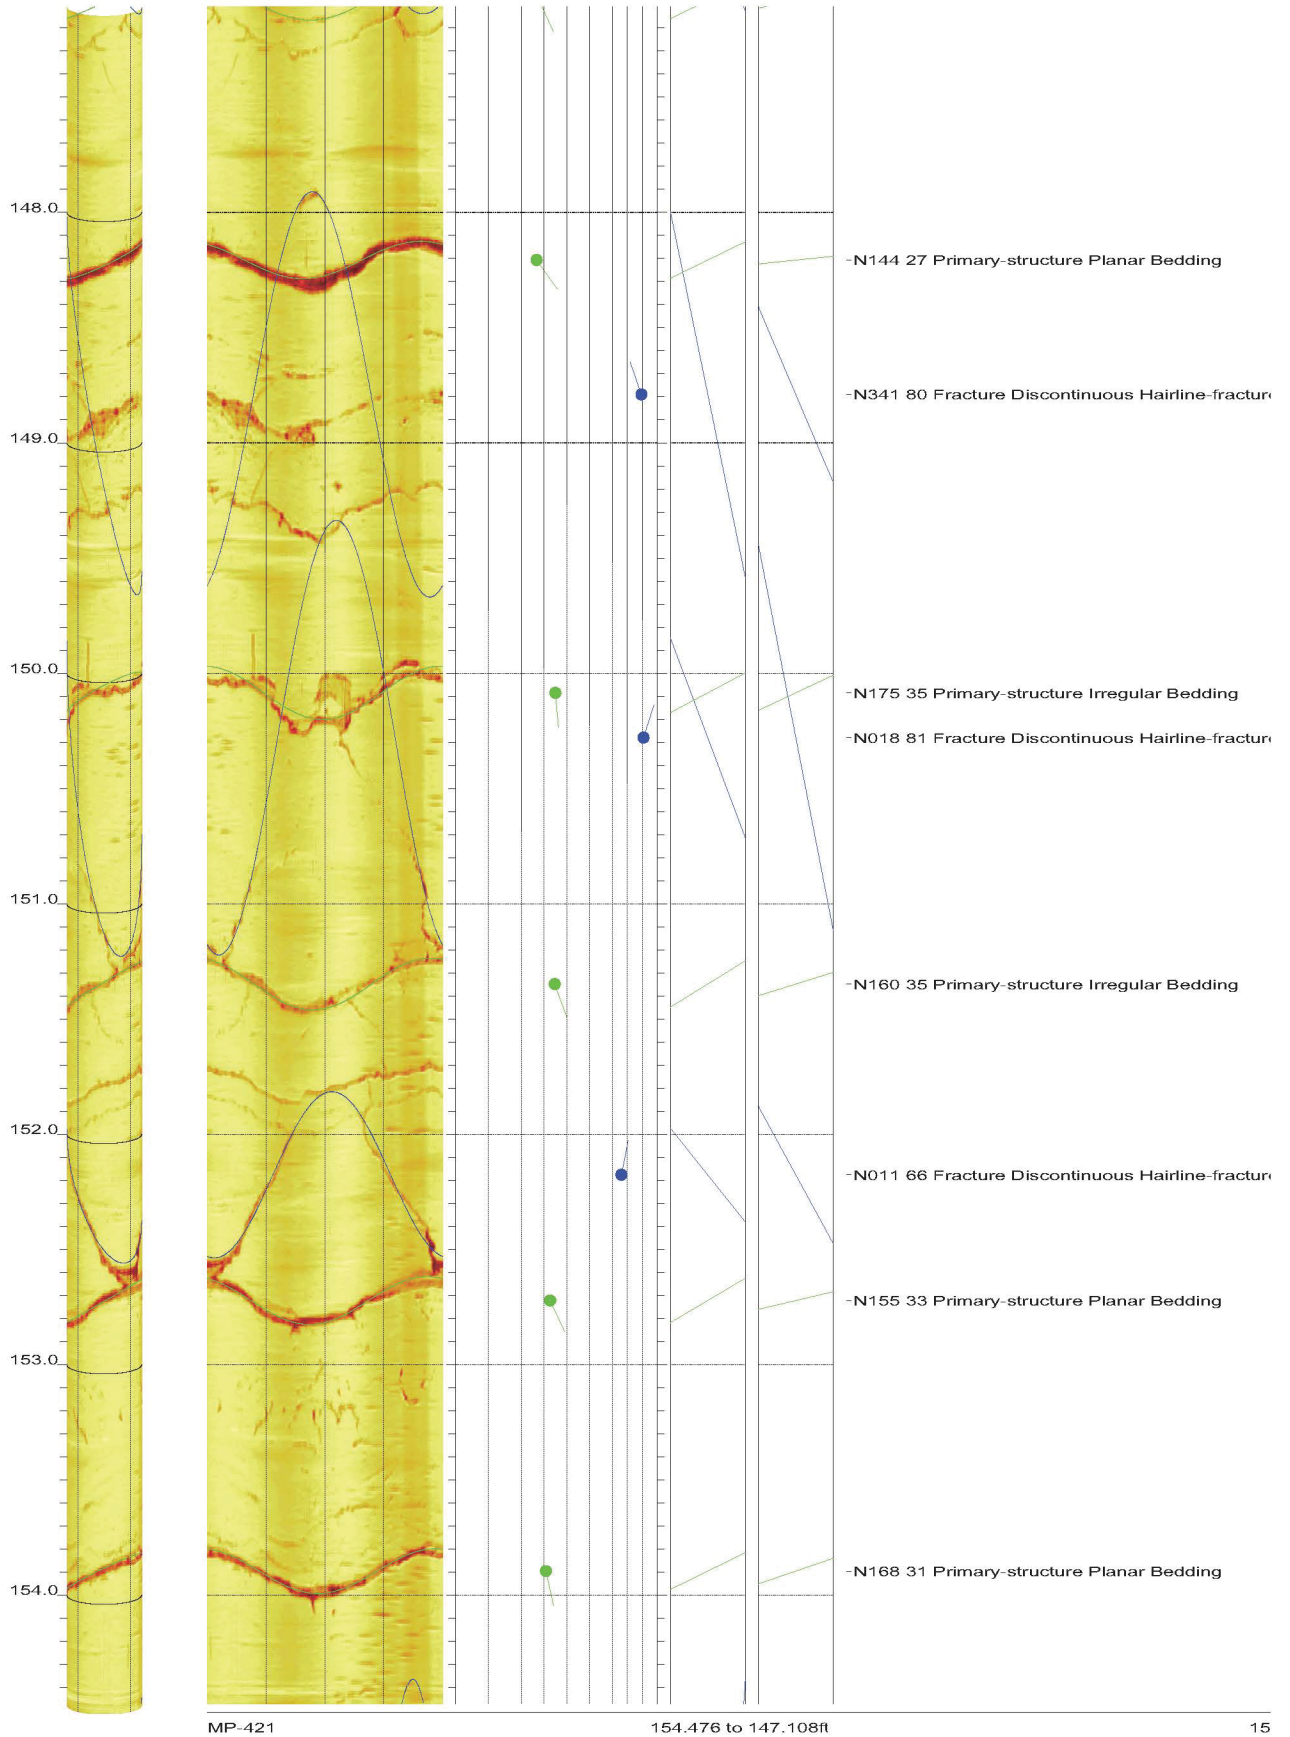 148.0
-N144 27 Primary-structure Planar Bedding
-N341 80 Fracture Discontinuous Hairline-fracture
149.0
150.0
-N175 35 Primary-structure Irregular Bedding
-N018 81 Fracture Discontinuous Hairline-fracture
151.0
-N160 35 Primary-structure Irregular Bedding
152.0
-N011 66 Fracture Discontinuous Hairline-fracture
-N155 33 Primary-structure Planar Bedding
153.0
-N168 31 Primary-structure Planar Bedding
154.0
MP-421 154.476 to 147.108ft 15